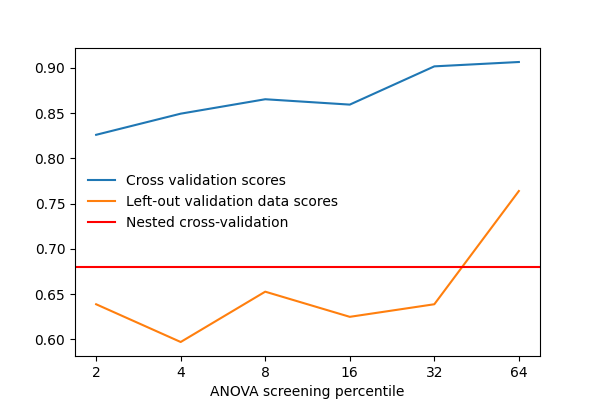 0.90
0.85
0.80
0.75
0.70
0.65
0.60
Cross validation scores
Left-out validation data scores
Nested cross-validation
2 4 8 16 32 64
ANOVA screening percentile